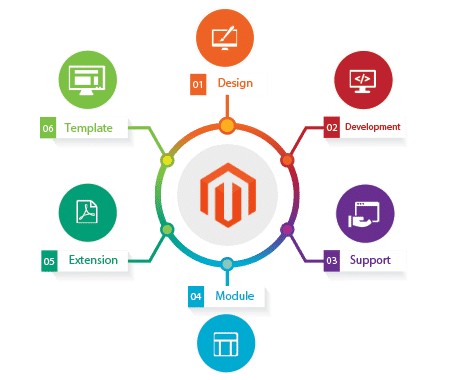 01 Design
02 Development
03 Support
04 Module
05 Extension
06 Template